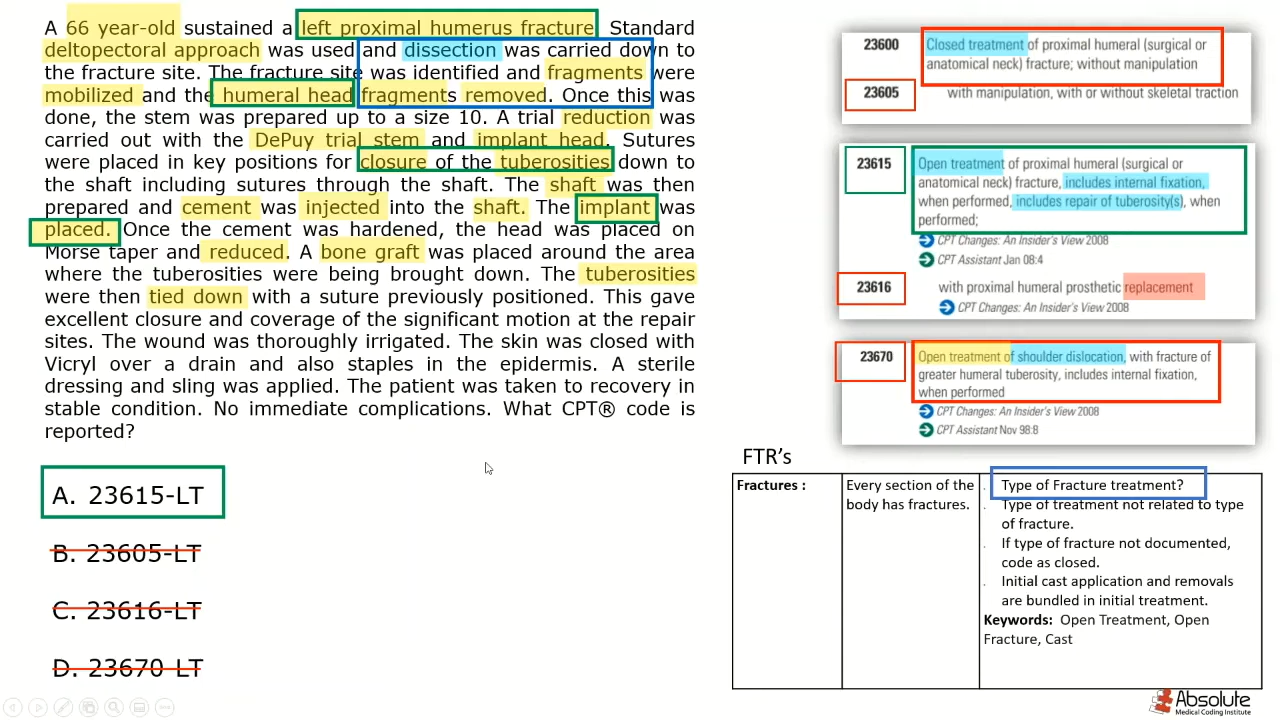 A 66 year-old sustained a left proximal humerus fracture. Standard
deltopectoral approach was used and dissection was carried down to
the fracture site. The fracture site was identified and fragments were
mobilized and the humeral head fragments removed. Once this was
done, the stem was prepared up to a size 10. A trial reduction was
carried out with the DePuy trial stem and implant head. Sutures
were placed in key positions for closure of the tuberosities down to
the shaft including sutures through the shaft. The shaft was then
prepared and cement was injected into the shaft. The implant was
placed. Once the cement was hardened, the head was placed on
Morse taper and reduced. A bone graft was placed around the area
where the tuberosities were being brought down. The tuberosities
were then tied down with a suture previously positioned. This gave
excellent closure and coverage of the significant motion at the repair
sites. The wound was thoroughly irrigated. The skin was closed with
Vicryl over a drain and also staples in the epidermis. A sterile
dressing and sling was applied. The patient was taken to recovery in
stable condition. No immediate complications. What CPT® code is
reported?
A. 23615-LT
B. 23605-LT
C. 23616-LT
D. 23670-LT
23600 Closed treatment of proximal humeral (surgical or
anatomical neck) fracture; without manipulation
23605 with manipulation, with or without skeletal traction
23615 Open treatment of proximal humeral (surgical or
anatomical neck) fracture, includes internal fixation,
when performed, includes repair of tuberosity(s), when
performed;
CPT Changes: An Insider's View 2008
CPT Assistant Jan 08:4
23616 with proximal humeral prosthetic replacement
CPT Changes: An Insider's View 2008
23670 Open treatment of shoulder dislocation, with fracture of
greater humeral tuberosity, includes internal fixation,
when performed
CPT Changes: An Insider's View 2008
CPT Assistant Nov 98:8
FTR's
Fractures :
Every section of the
body has fractures.
Type of Fracture treatment?
Type of treatment not related to type
of fracture.
If type of fracture not documented,
code as closed.
Initial cast application and removals
are bundled in initial treatment.
Keywords: Open Treatment, Open
Fracture, Cast
Absolute
Medical Coding Institute